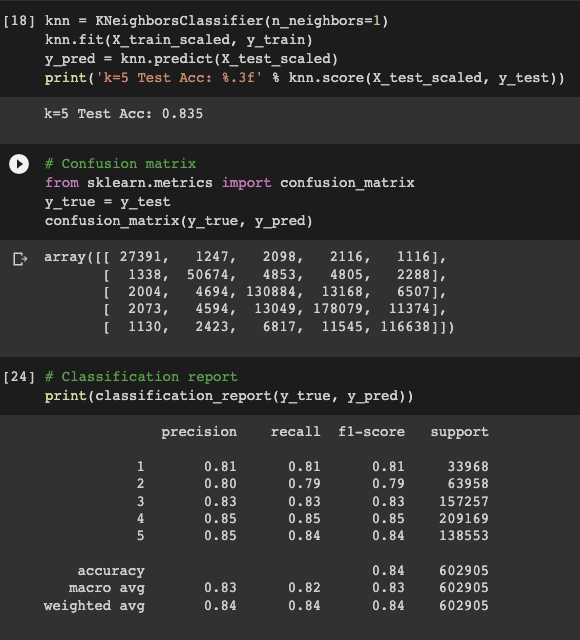 [18] knn = KNeighborsClassifier(n_neighbors=1)
knn.fit(X_train_scaled, y_train)
y_pred = knn.predict(X_test_scaled)
print('k=5 Test Acc: %.3f' % knn.score(X_test_scaled, y_test))
k=5 Test Acc: 0.835
# Confusion matrix
from sklearn.metrics import confusion_matrix
y_true = y_test
confusion_matrix(y_true, y_pred)
array([[ 27391, 1247, 2098, 2116, 1116],
[ 1338, 50674, 4853, 4805, 2288],
[ 2004, 4694, 130884, 13168, 6507],
[ 2073, 4594, 13049, 178079, 11374],
[ 1130, 2423, 6817, 11545, 116638]])
[24] # Classification report
print(classification_report(y_true, y_pred))
precision recall f1-score support
1 0.81 0.81 0.81 33968
2 0.80 0.79 0.79 63958
3 0.83 0.83 0.83 157257
4 0.85 0.85 0.85 209169
5 0.85 0.84 0.84 138553
accuracy 0.84 602905
macro avg 0.83 0.82 0.83 602905
weighted avg 0.84 0.84 0.84 602905